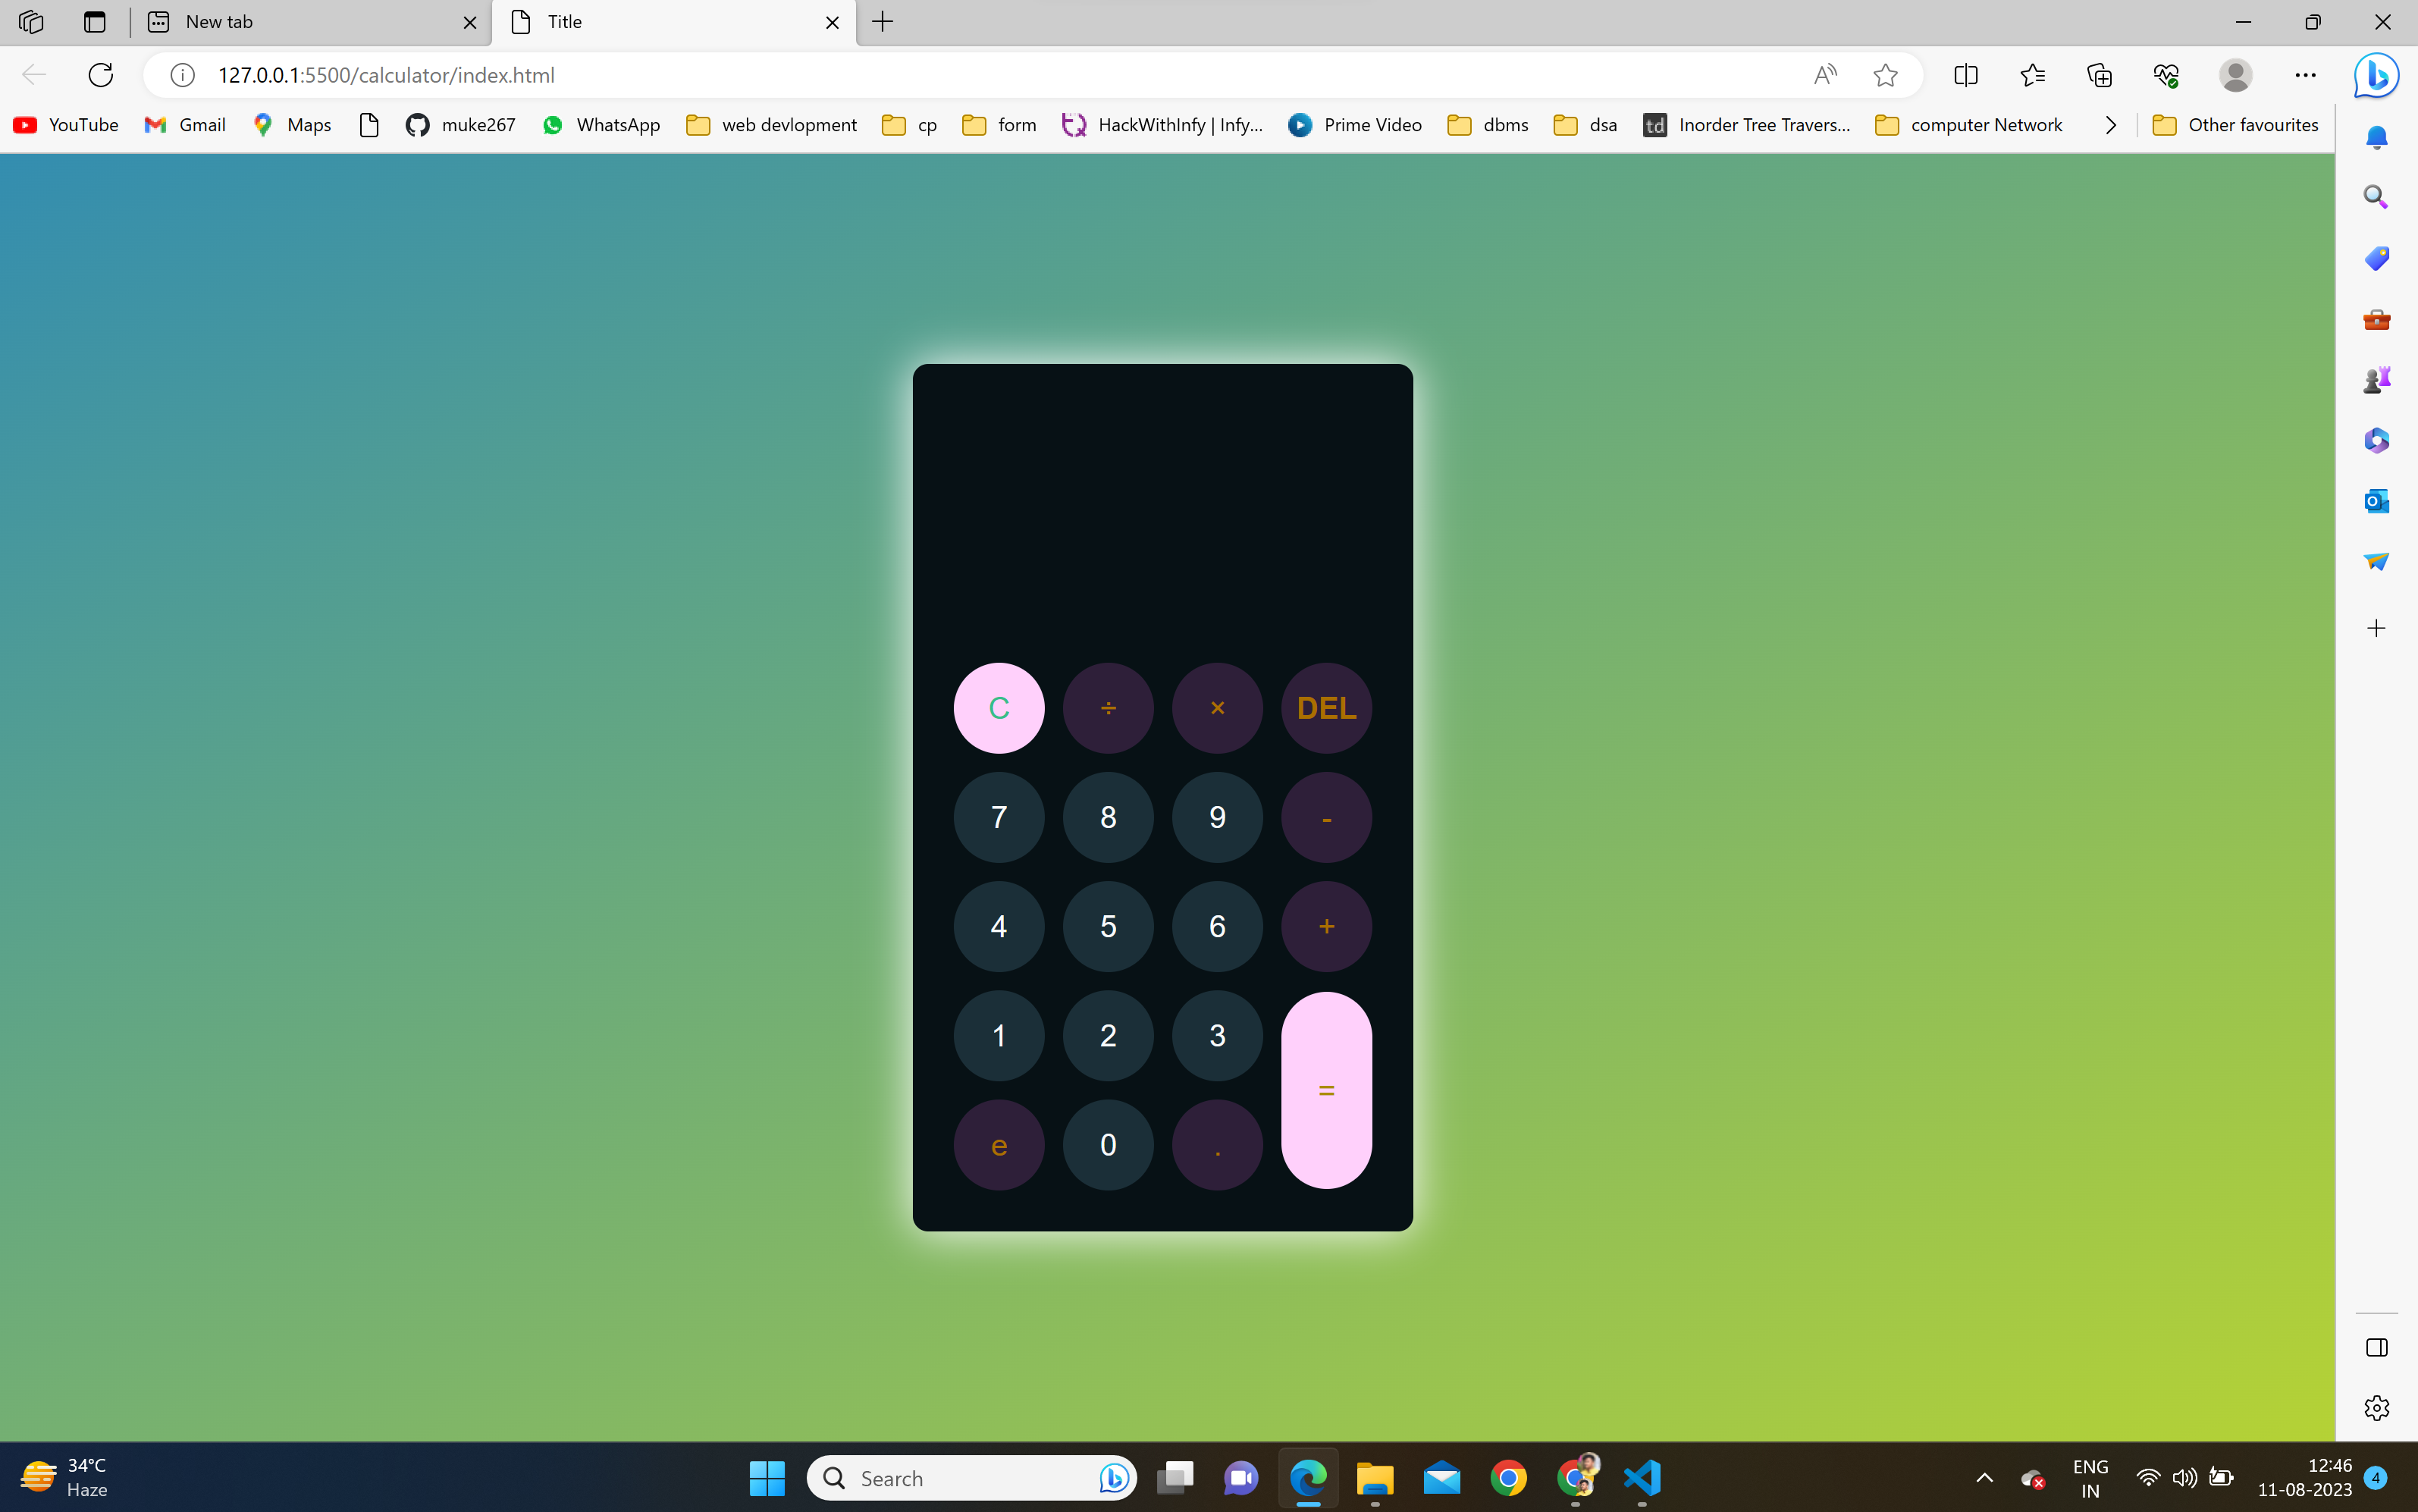 New tab
Title
127.0.0.1:5500/calculator/index.html
YouTube Gmail Maps muke267 WhatsApp web devlopment cp form HackWithInfy | Infy... Prime Video dbms dsa td Inorder Tree Travers... computer Network Other favourites
C ÷ × DEL
7 8 9 -
4 5 6 +
1 2 3
=
e 0 .
34°C
Haze
Search
ENG
IN
12:46
11-08-2023
4